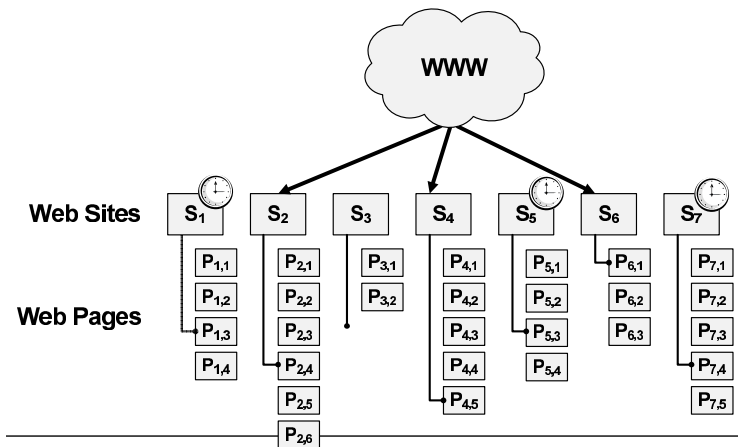 WWW
Web Sites
S1 S2 S3 S4 S5 S6 S7
P1,1 P2,1 P3,1 P4,1 P5,1 P6,1 P7,1
P1,2 P2,2 P3,2 P4,2 P5,2 P6,2 P7,2
Web Pages
P1,3 P2,3 P4,3 P5,3 P6,3 P7,3
P1,4 P2,4 P4,4 P5,4 P7,4
P2,5 P4,5 P7,5
P2,6